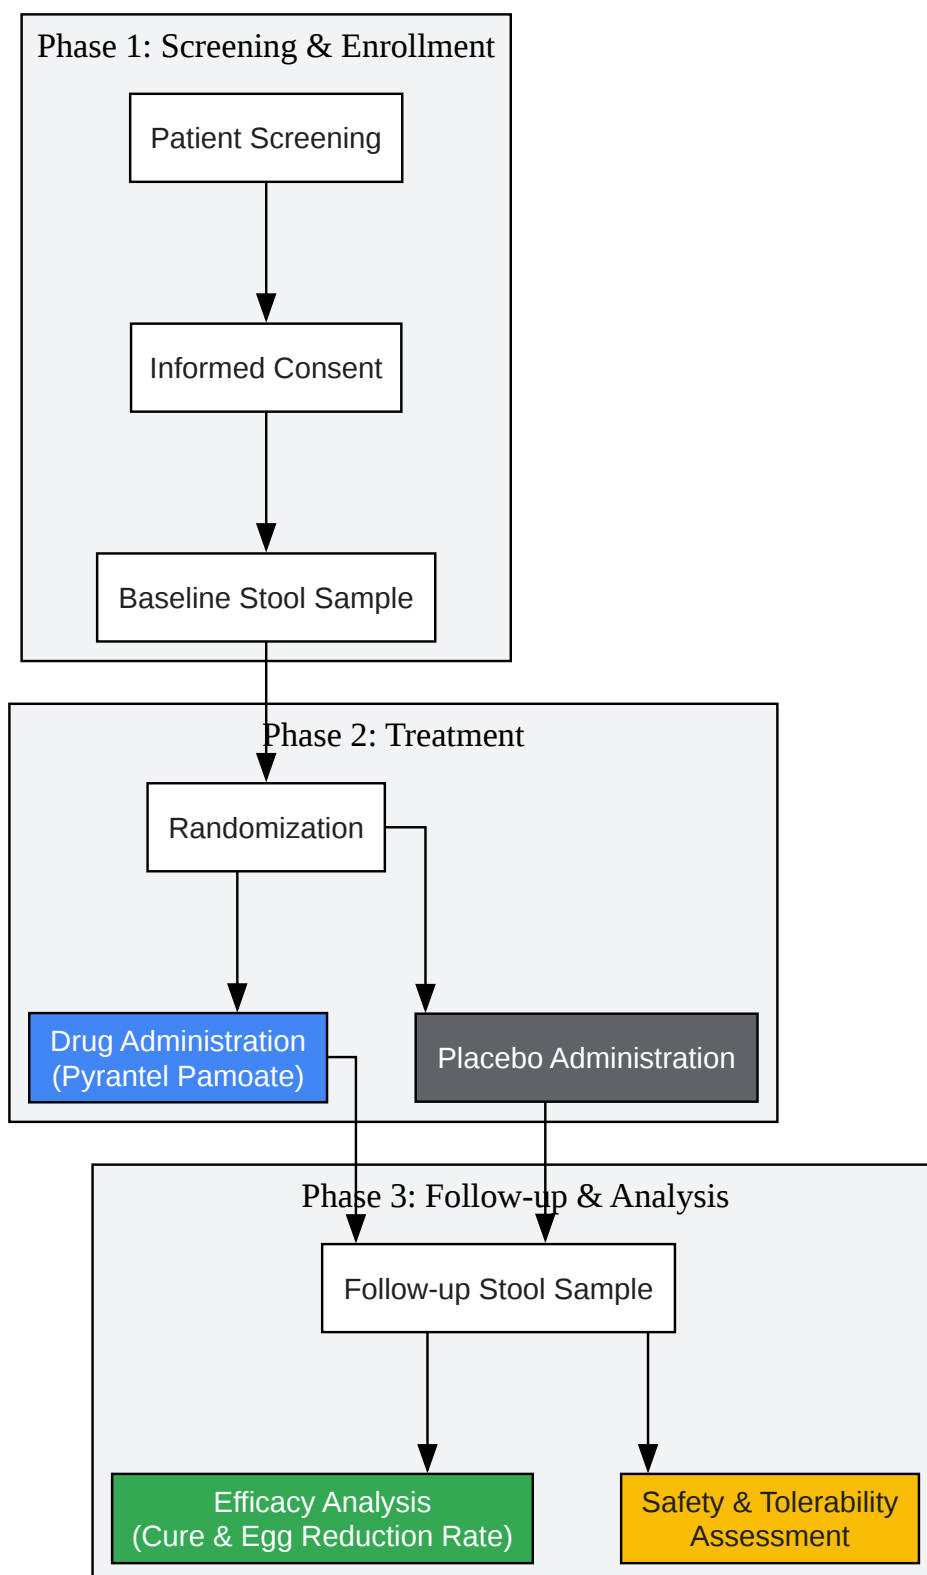 Phase 1: Screening & Enrollment
Patient Screening
Informed Consent
Baseline Stool Sample
Phase 2: Treatment
Randomization
Drug Administration
(Pyrantel Pamoate)
Placebo Administration
Phase 3: Follow-up & Analysis
Follow-up Stool Sample
Efficacy Analysis
(Cure & Egg Reduction Rate)
Safety & Tolerability
Assessment